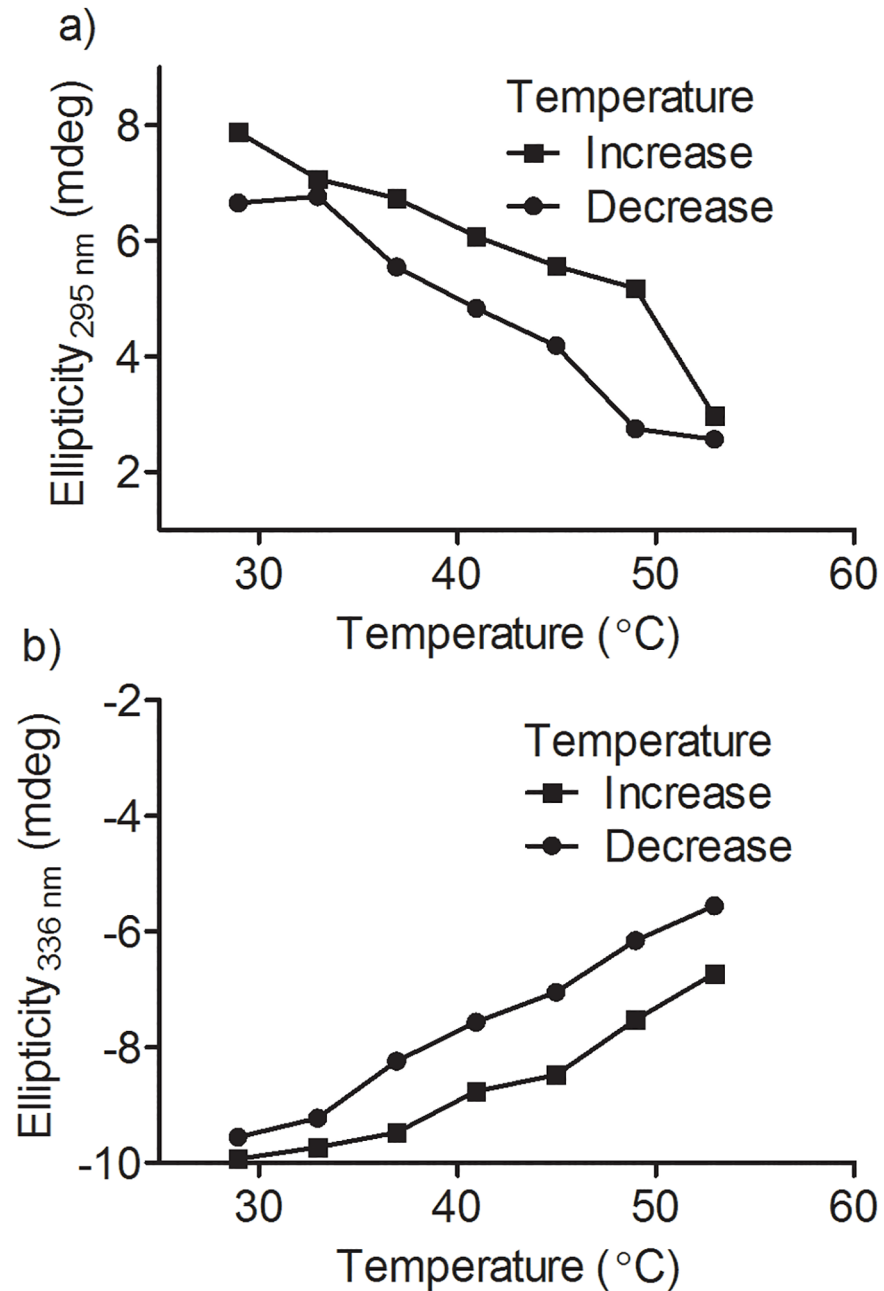 a)
Temperature
Increase
Decrease
8
6
4
2
Ellipticity295 nm (mdeg)
30 40 50 60
Temperature (°C)
b)
-2
-4
-6
-8
-10
Temperature
Increase
Decrease
Ellipticity336 nm (mdeg)
30 40 50 60
Temperature (°C)